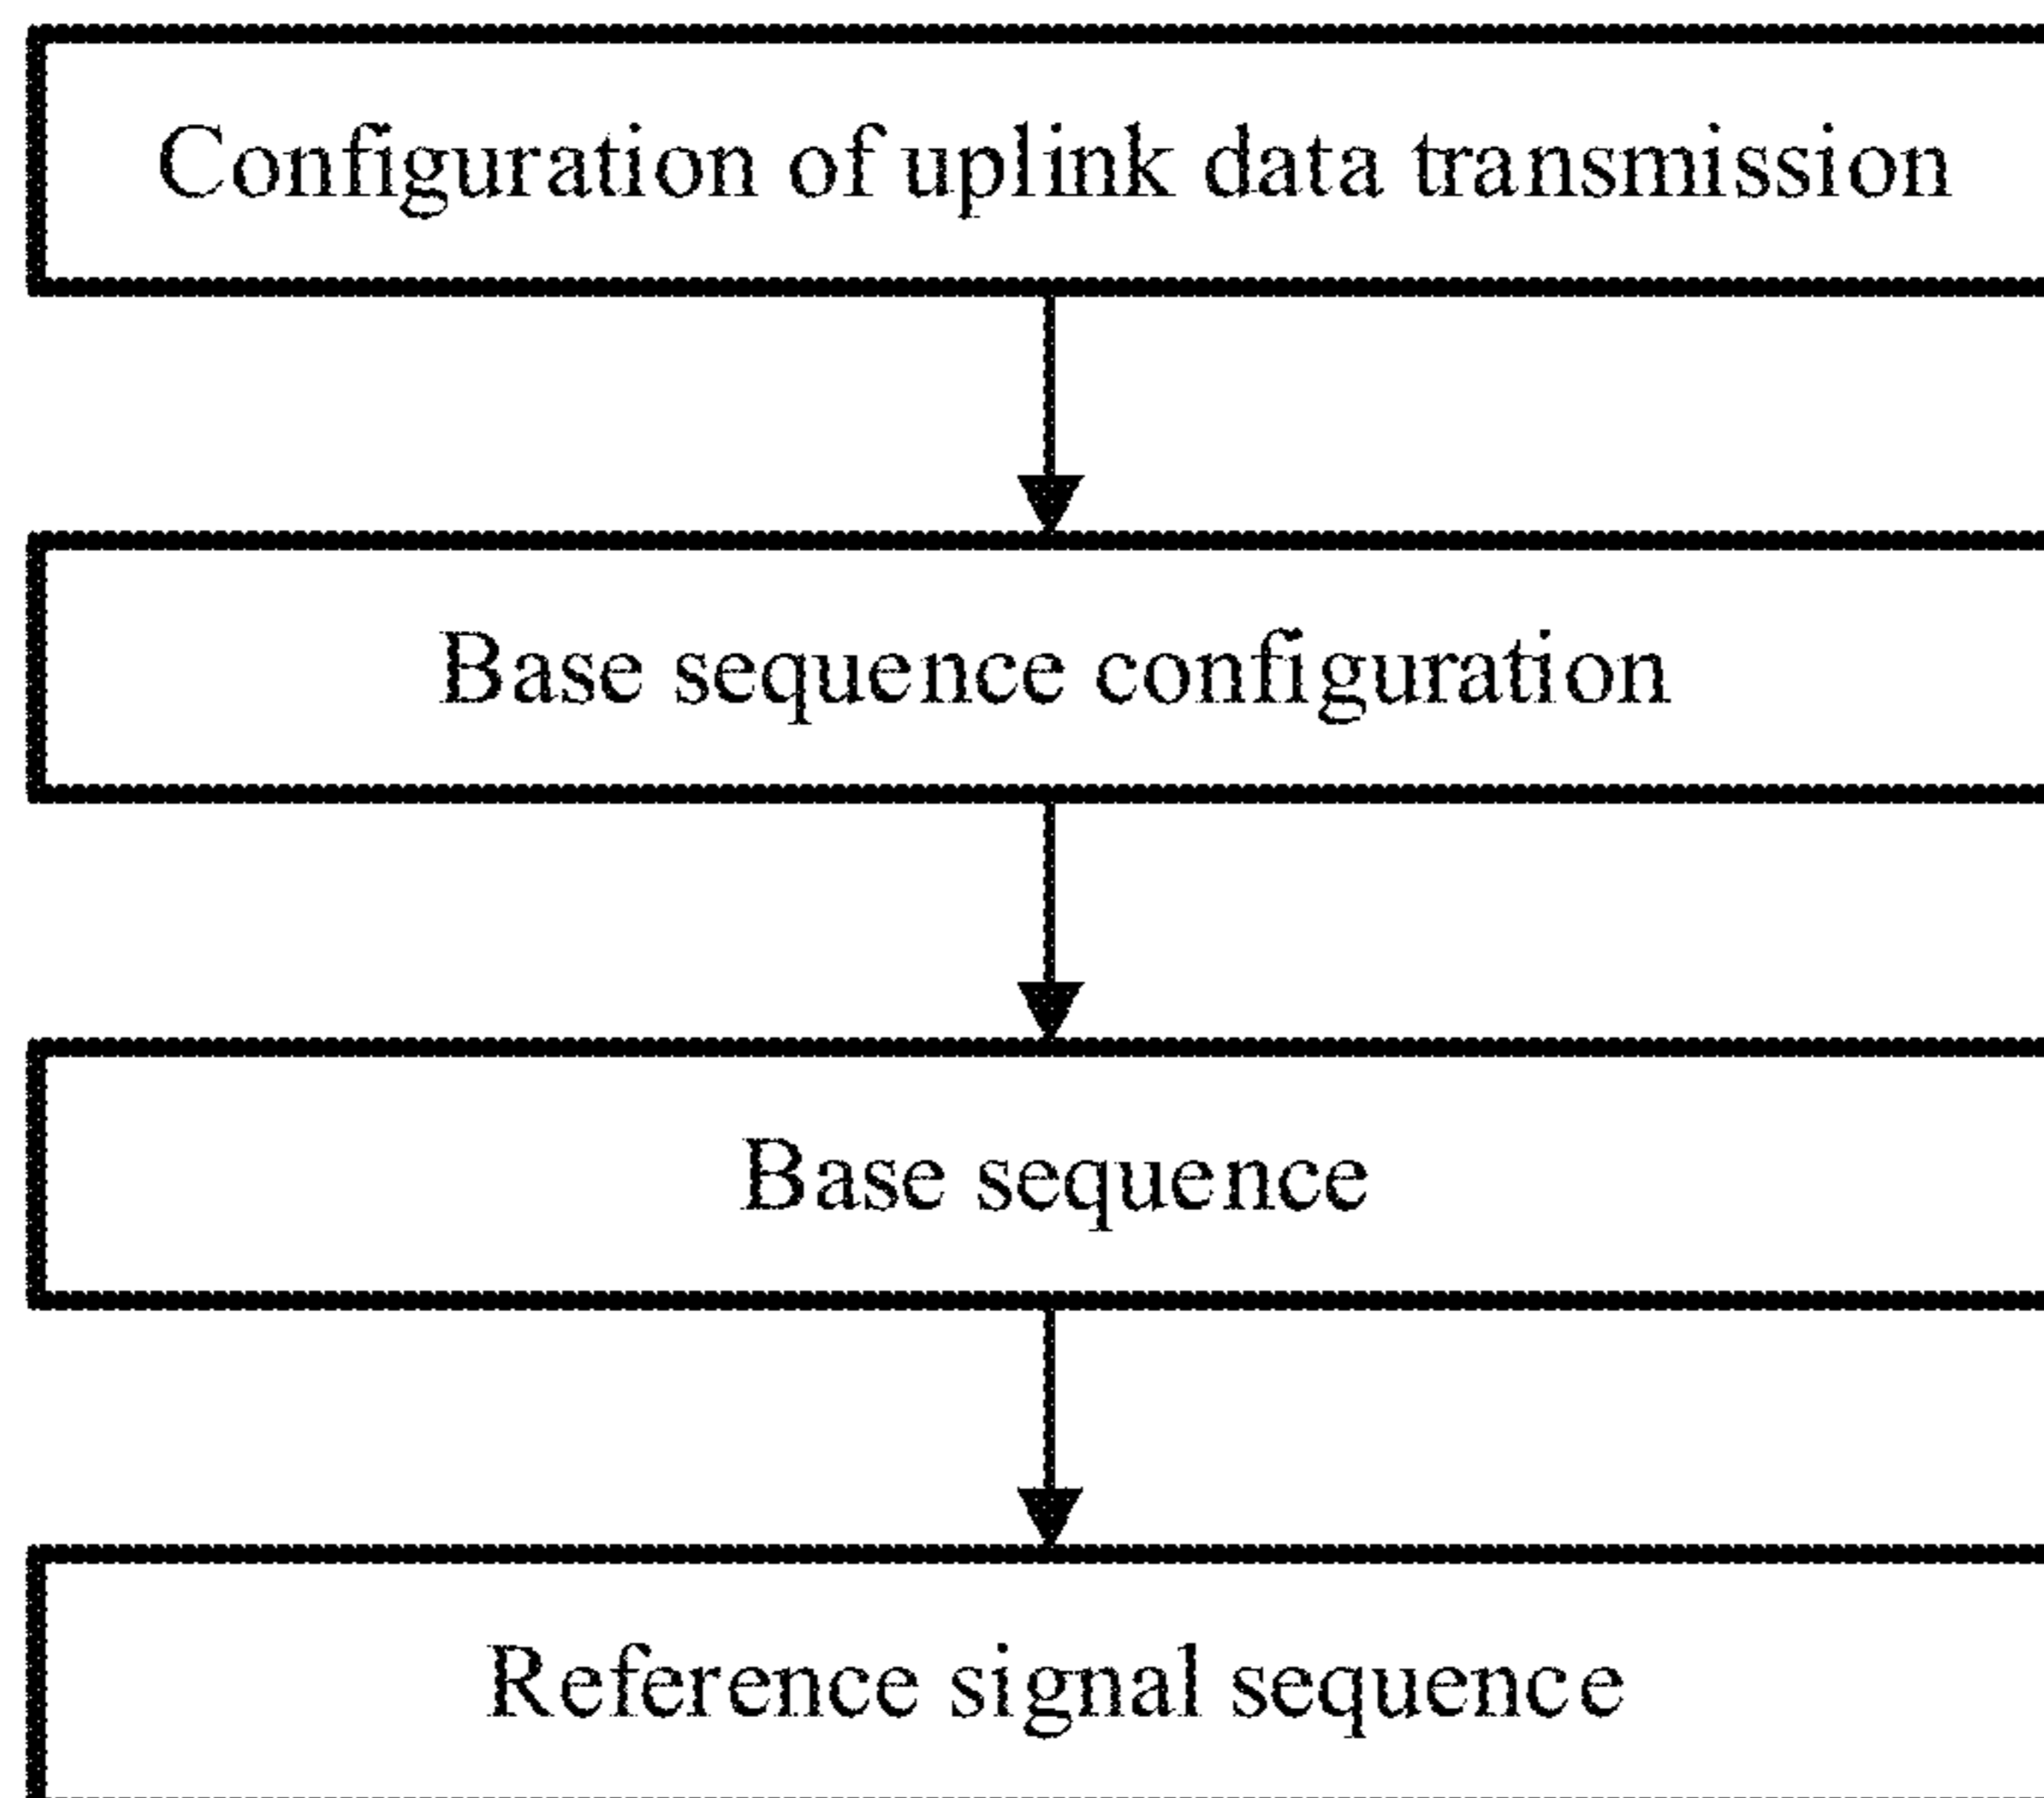 Configuration of uplink data transmission
Base sequence configuration
Base sequence
Reference signal sequence